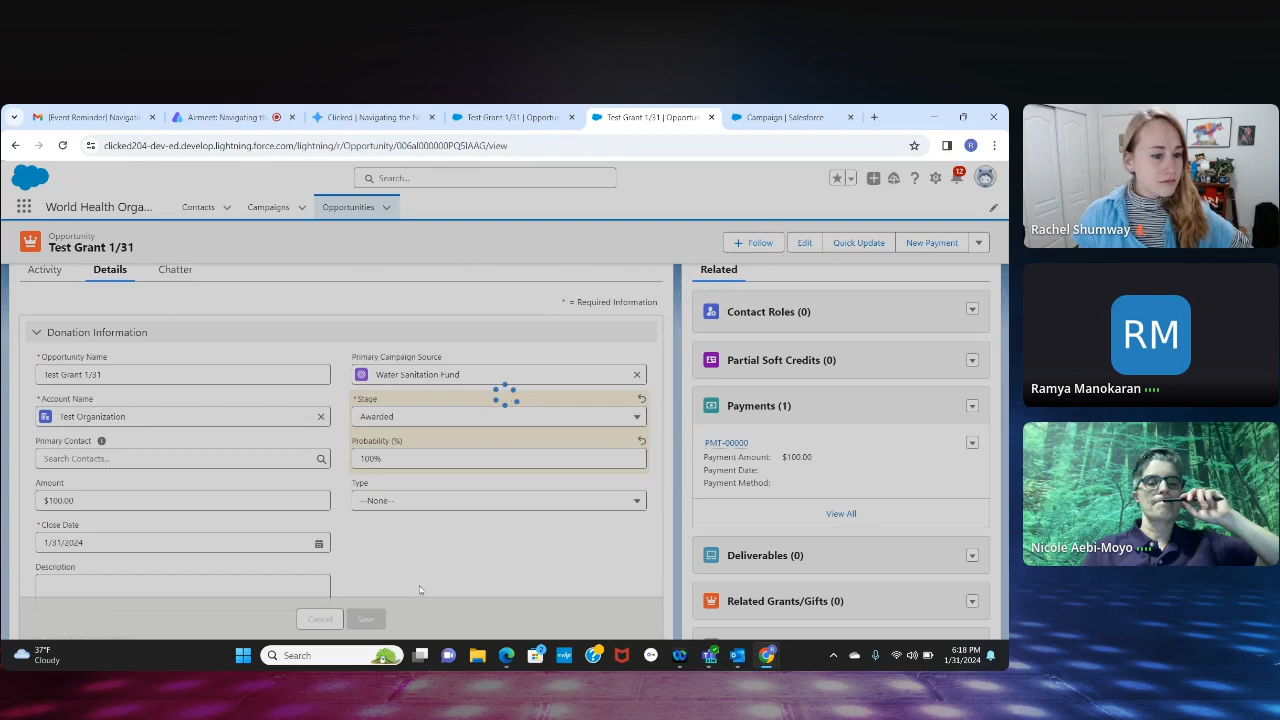 [Event Reminder] Navigati
Airmeet: Navigating th
Clicked | Navigating the N
Test Grant 1/31 | Opportun
Test Grant 1/31 | Opportun
Campaign | Salesforce
clicked204-dev-ed.develop.lightning.force.com/lightning/r/Opportunity/006al000000PQ5IAAG/view
Search...
12
World Health Orga...
Contacts
Campaigns
Opportunities
Opportunity
Test Grant 1/31
Follow
Edit
Quick Update
New Payment
Activity
Details
Chatter
* = Required Information
Donation Information
*Opportunity Name
Test Grant 1/31
Primary Campaign Source
Water Sanitation Fund
*Account Name
Test Organization
*Stage
Awarded
Primary Contact
Search Contacts...
Probability (%)
100%
Amount
$100.00
Type
--None--
*Close Date
1/31/2024
Description
Cancel
Save
Related
Contact Roles (0)
Partial Soft Credits (0)
Payments (1)
PMT-00000
Payment Amount: $100.00
Payment Date:
Payment Method:
View All
Deliverables (0)
Related Grants/Gifts (0)
37°F
Cloudy
Search
6:18 PM
1/31/2024
Rachel Shumway
RM
Ramya Manokaran
Nicole Aebi-Moyo